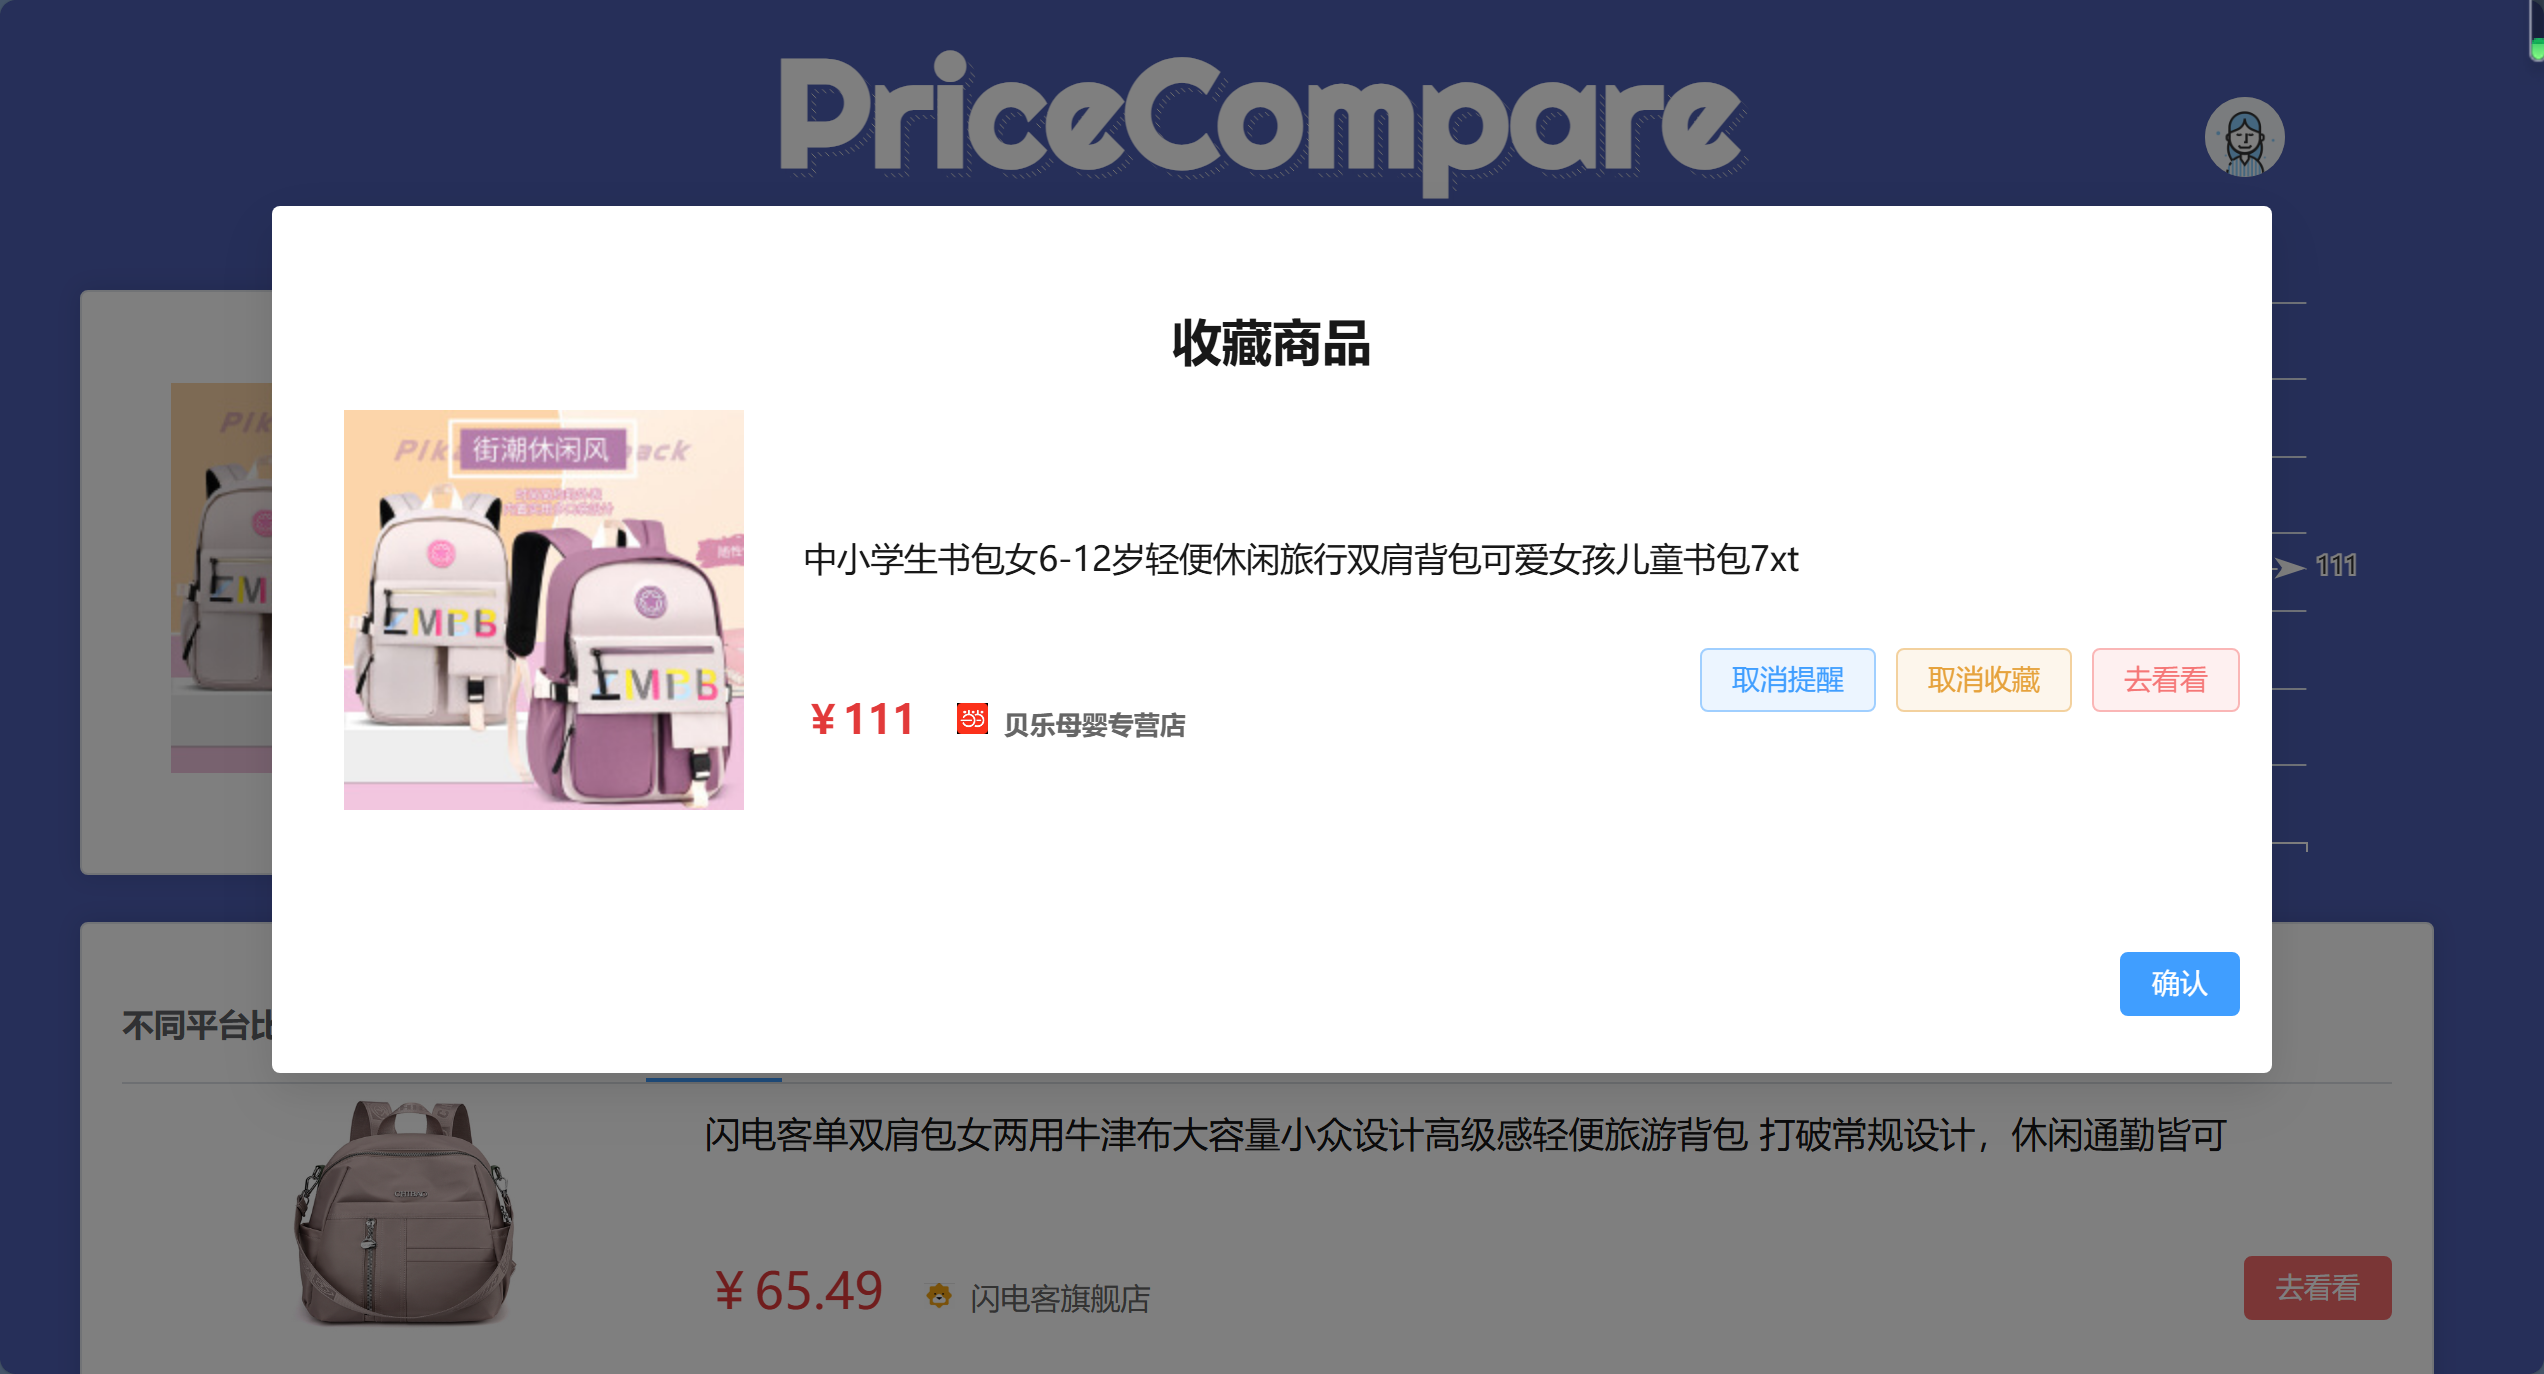 PriceCompare
收藏商品
Pik
街潮休闲风
ack
EMBB
EMBB
中小学生书包女6-12岁轻便休闲旅行双肩背包可爱女孩儿童书包7xt
¥111
当当
贝乐母婴专营店
取消提醒
取消收藏
去看看
111
确认
不同平台比
闪电客单双肩包女两用牛津布大容量小众设计高级感轻便旅游背包 打破常规设计，休闲通勤皆可
¥65.49
闪电客旗舰店
去看看